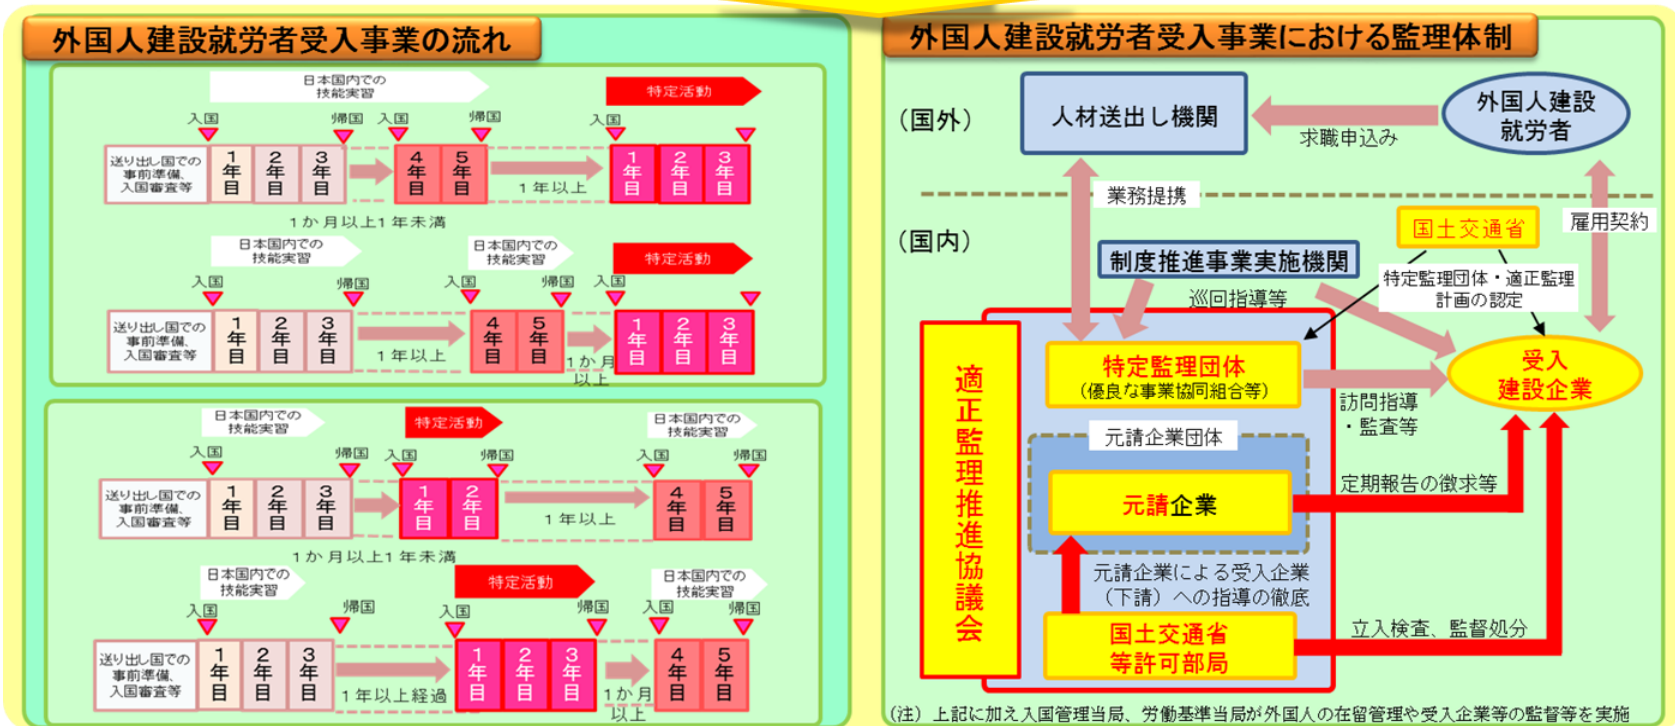 外国人建設就労者受入事業の流れ
日本国内での
技能実習
特定活動
入国
帰国
入国
帰国
入国
送り出し国での
事前準備、
入国審査等
1年目
2年目
3年目
4年目
5年目
1年以上
1年目
2年目
3年目
1か月以上1年未満
日本国内での
技能実習
日本国内での
技能実習
特定活動
入国
帰国
入国
帰国
入国
送り出し国での
事前準備、
入国審査等
1年目
2年目
3年目
1年以上
4年目
5年目
1か月
以上
1年目
2年目
3年目
日本国内での
技能実習
特定活動
日本国内での
技能実習
入国
帰国
入国
帰国
入国
帰国
送り出し国での
事前準備、
入国審査等
1年目
2年目
3年目
1年目
2年目
1年以上
4年目
5年目
1か月以上1年未満
日本国内での
技能実習
特定活動
日本国内での
技能実習
入国
帰国
入国
帰国
入国
帰国
送り出し国での
事前準備、
入国審査等
1年目
2年目
3年目
1年以上経過
1年目
2年目
3年目
1か月
以上
4年目
5年目
外国人建設就労者受入事業における監理体制
（国外）
人材送出し機関
求職申込み
外国人建設
就労者
業務提携
雇用契約
（国内）
国土交通省
制度推進事業実施機関
特定監理団体・適正監理
計画の認定
巡回指導等
適正監理推進協議会
特定監理団体
（優良な事業協同組合等）
受入
建設企業
訪問指導
・監査等
元請企業団体
元請企業
定期報告の徴求等
元請企業による受入企業
（下請）への指導の徹底
国土交通省
等許可部局
立入検査、監督処分
（注）上記に加え入国管理当局、労働基準当局が外国人の在留管理や受入企業等の監督等を実施